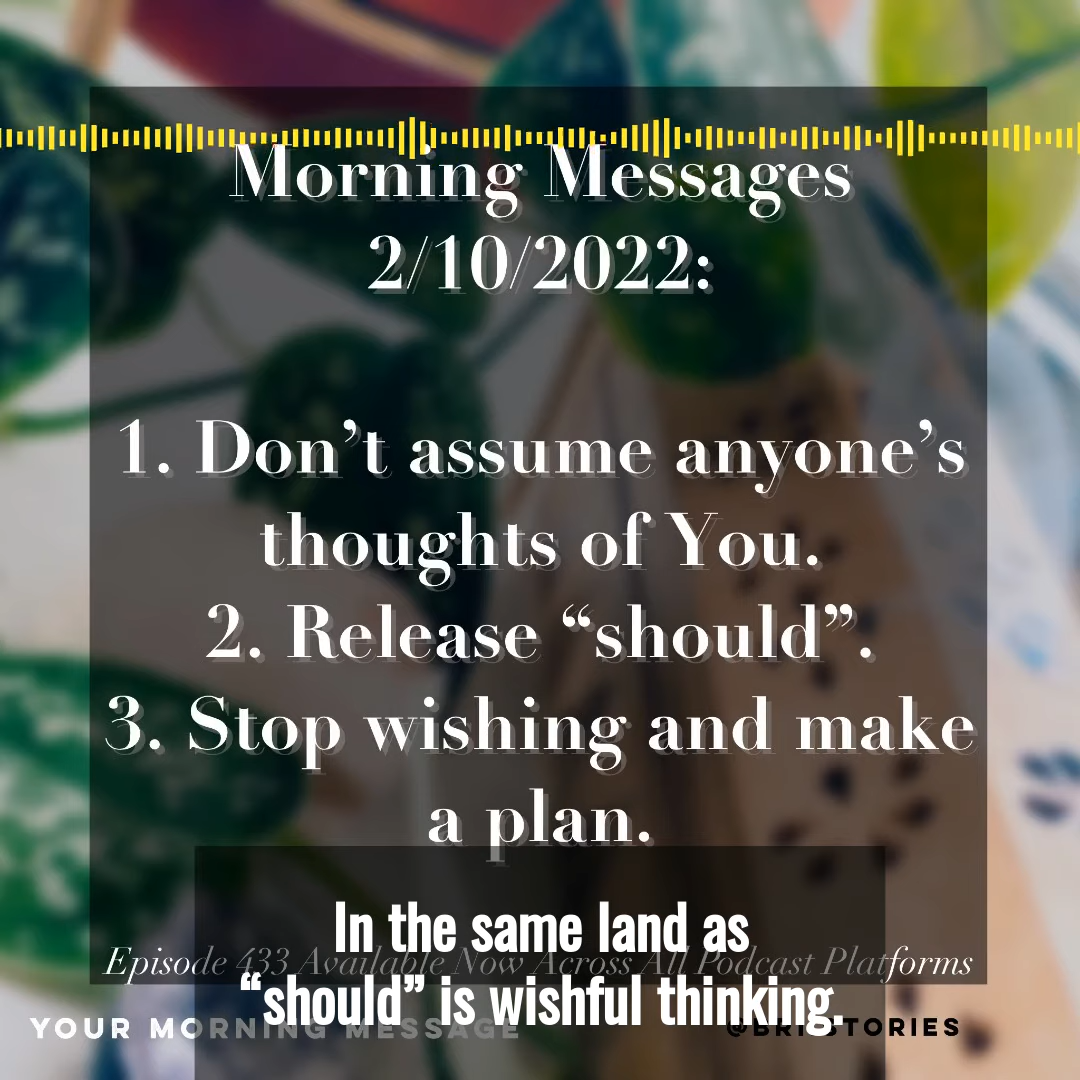 Morning Messages
2/10/2022:
1. Don’t assume anyone’s
thoughts of You.
2. Release “should”.
3. Stop wishing and make
a plan.
In the same land as
Episode 433 Available Now Across All Podcast Platforms
“should” is wishful thinking.
YOUR MORNING MESSAGE